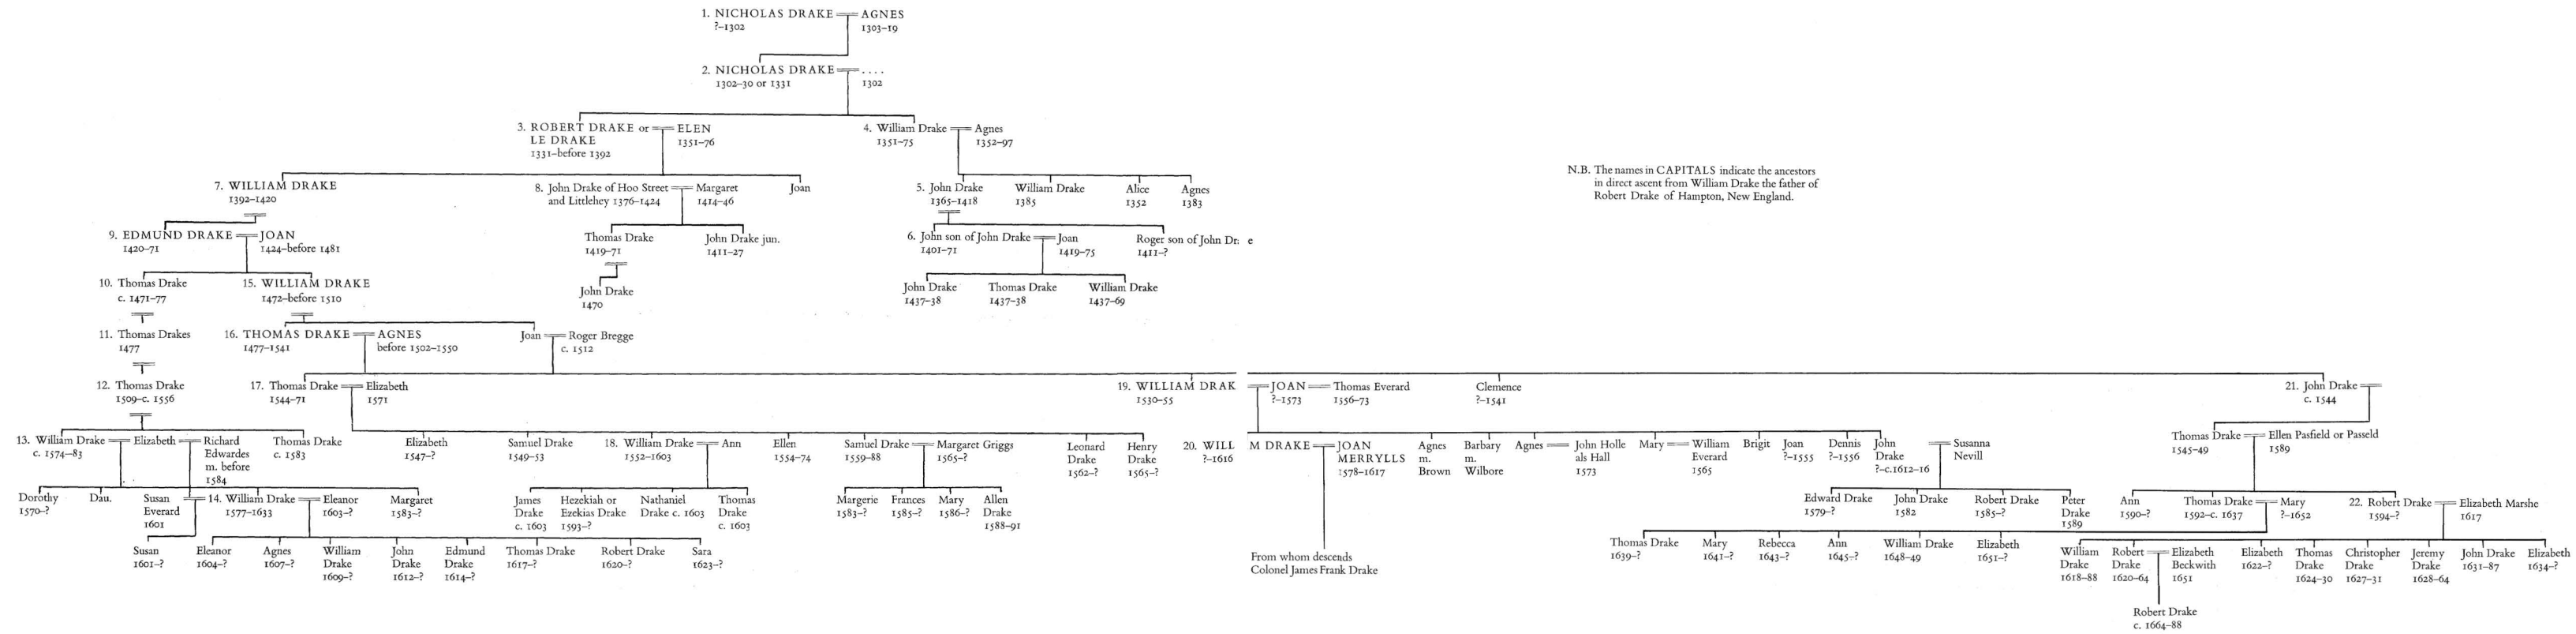 1. NICHOLAS DRAKE AGNES
?–1302 1303–19
2. NICHOLAS DRAKE ....
1302–30 or 1331 1302
3. ROBERT DRAKE or ELEN
LE DRAKE 1351–76
1331–before 1392
4. William Drake Agnes
1351–75 1352–97
N.B. The names in CAPITALS indicate the ancestors
in direct ascent from William Drake the father of
Robert Drake of Hampton, New England.
7. WILLIAM DRAKE
1392–1420
8. John Drake of Hoo Street Margaret
and Littlehey 1376–1424 1414–46
Joan
5. John Drake
1365–1418
William Drake
1385
Alice
1352
Agnes
1383
9. EDMUND DRAKE JOAN
1420–71 1424–before 1481
Thomas Drake
1419–71
John Drake jun.
1411–27
6. John son of John Drake Joan
1401–71 1419–75
Roger son of John Dr e
1411–?
10. Thomas Drake
c. 1471–77
15. WILLIAM DRAKE
1472–before 1510
John Drake
1470
John Drake
1437–38
Thomas Drake
1437–38
William Drake
1437–69
11. Thomas Drakes
1477
16. THOMAS DRAKE AGNES
1477–1541 before 1502–1550
Joan Roger Bregge
c. 1512
12. Thomas Drake
1509–c. 1556
17. Thomas Drake Elizabeth
1544–71 1571
19. WILLIAM DRAK
1530–55
JOAN Thomas Everard
?–1573 1556–73
Clemence
?–1541
21. John Drake
c. 1544
13. William Drake Elizabeth Richard
c. 1574–83 Edwardes
m. before
1584
Thomas Drake
c. 1583
Elizabeth
1547–?
Samuel Drake
1549–53
18. William Drake Ann
1552–1603
Ellen
1554–74
Samuel Drake Margaret Griggs
1559–88 1565–?
Leonard
Drake
1562–?
Henry
Drake
1565–?
20. WILL M DRAKE JOAN
?–1616 MERRYLLS
1578–1617
Agnes
m.
Brown
Barbary
m.
Wilbore
Agnes John Holle
als Hall
1573
Mary William
Everard
1565
Brigit
Joan
?–1555
Dennis
?–1556
John
Drake
?–c.1612–16
Susanna
Nevill
Thomas Drake Ellen Pasfield or Passeld
1545–49 1589
Dorothy
1570–?
Dau.
Susan
Everard
1601
14. William Drake Eleanor
1577–1633 1603–?
Margaret
1583–?
James
Drake
c. 1603
Hezekiah or
Ezekias Drake
1593–?
Nathaniel
Drake c. 1603
Thomas
Drake
c. 1603
Margerie
1583–?
Frances
1585–?
Mary
1586–?
Allen
Drake
1588–91
Edward Drake
1579–?
John Drake
1582
Robert Drake
1585–?
Peter
Drake
1589
Ann
1590–?
Thomas Drake Mary
1592–c. 1637 ?–1652
22. Robert Drake Elizabeth Marshe
1594–? 1617
Susan
1601–?
Eleanor
1604–?
Agnes
1607–?
William
Drake
1609–?
John
Drake
1612–?
Edmund
Drake
1614–?
Thomas Drake
1617–?
Robert Drake
1620–?
Sara
1623–?
From whom descends
Colonel James Frank Drake
Thomas Drake
1639–?
Mary
1641–?
Rebecca
1643–?
Ann
1645–?
William Drake
1648–49
Elizabeth
1651–?
William
Drake
1618–88
Robert
Drake
1620–64
Elizabeth
Beckwith
1651
Elizabeth
1622–?
Thomas
Drake
1624–30
Christopher
Drake
1627–31
Jeremy
Drake
1628–64
John Drake
1631–87
Elizabeth
1634–?
Robert Drake
c. 1664–88